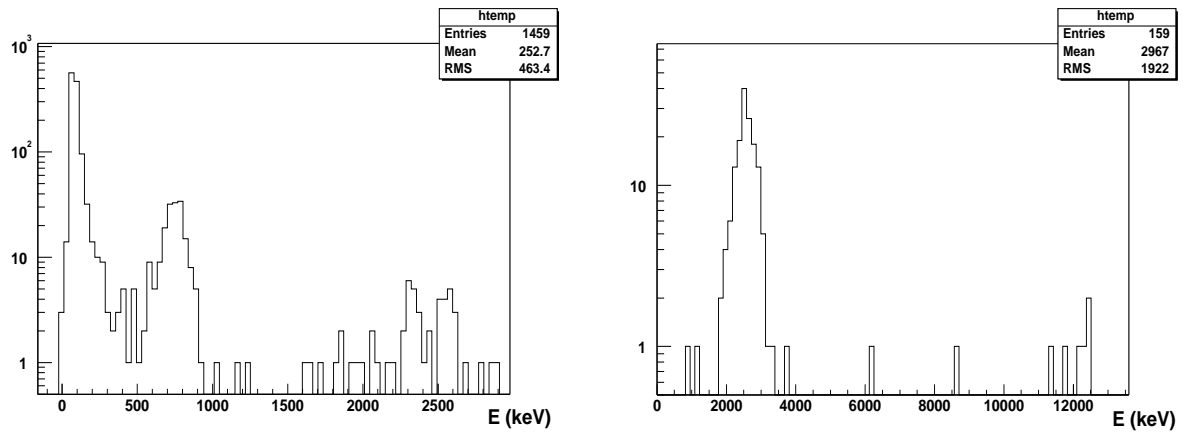 htemp
Entries 1459
Mean 252.7
RMS 463.4
10³
10²
10
1
0 500 1000 1500 2000 2500
E (keV)
htemp
Entries 159
Mean 2967
RMS 1922
10
1
0 2000 4000 6000 8000 10000 12000
E (keV)